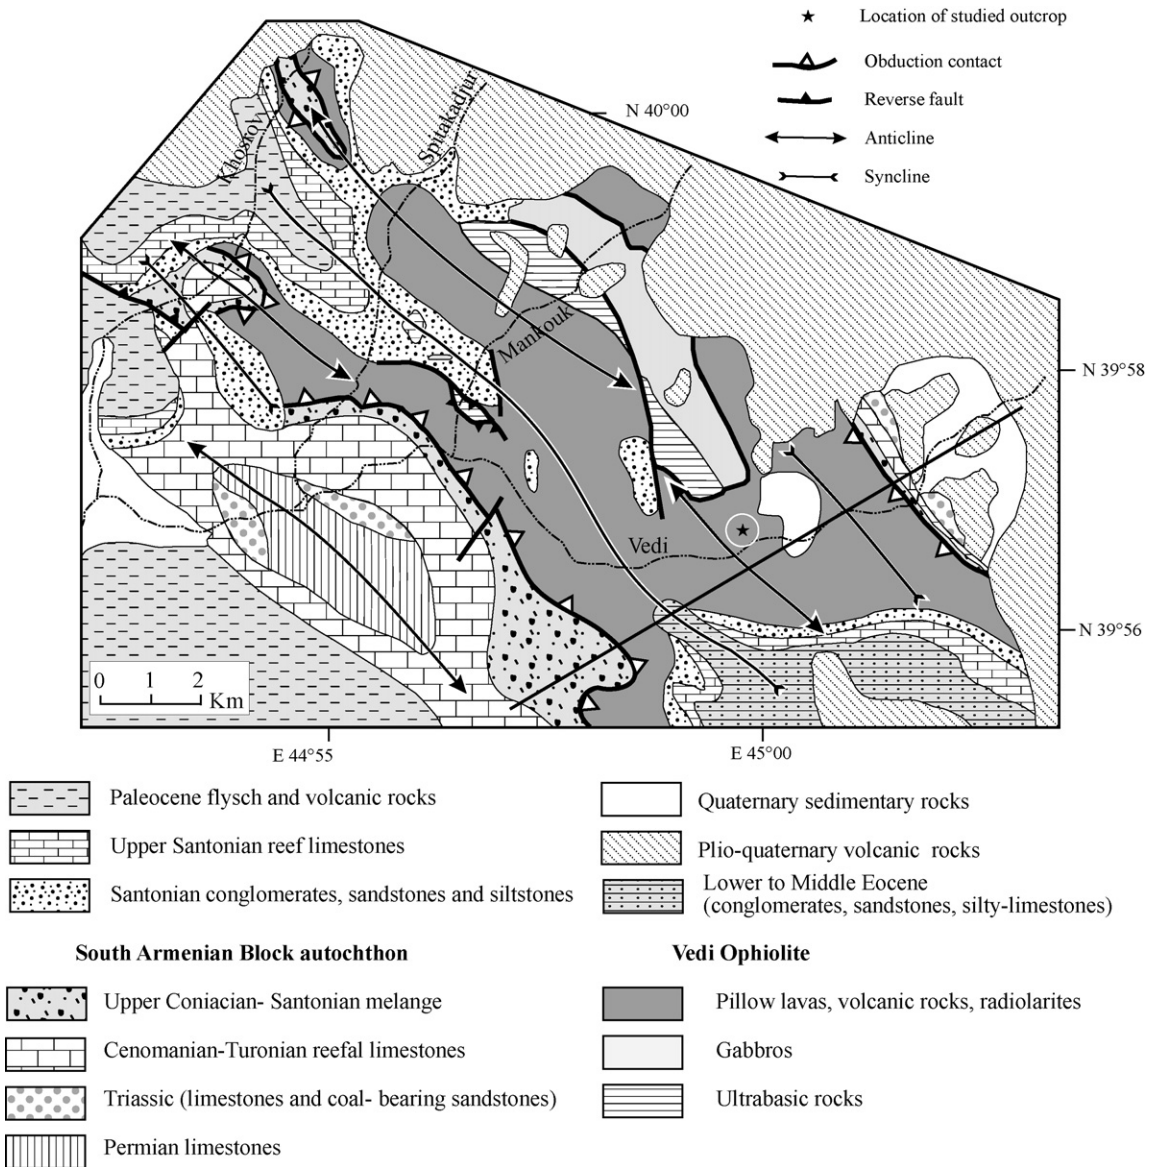 Location of studied outcrop
Obduction contact
Reverse fault
Anticline
Syncline
N 40°00
Khosrov
Spitakadjur
Mankouk
N 39°58
Vedi
N 39°56
0 1 2
Km
E 44°55
E 45°00
Paleocene flysch and volcanic rocks
Upper Santonian reef limestones
Santonian conglomerates, sandstones and siltstones
Quaternary sedimentary rocks
Plio-quaternary volcanic rocks
Lower to Middle Eocene
(conglomerates, sandstones, silty-limestones)
South Armenian Block autochthon
Upper Coniacian- Santonian melange
Cenomanian-Turonian reefal limestones
Triassic (limestones and coal- bearing sandstones)
Permian limestones
Vedi Ophiolite
Pillow lavas, volcanic rocks, radiolarites
Gabbros
Ultrabasic rocks